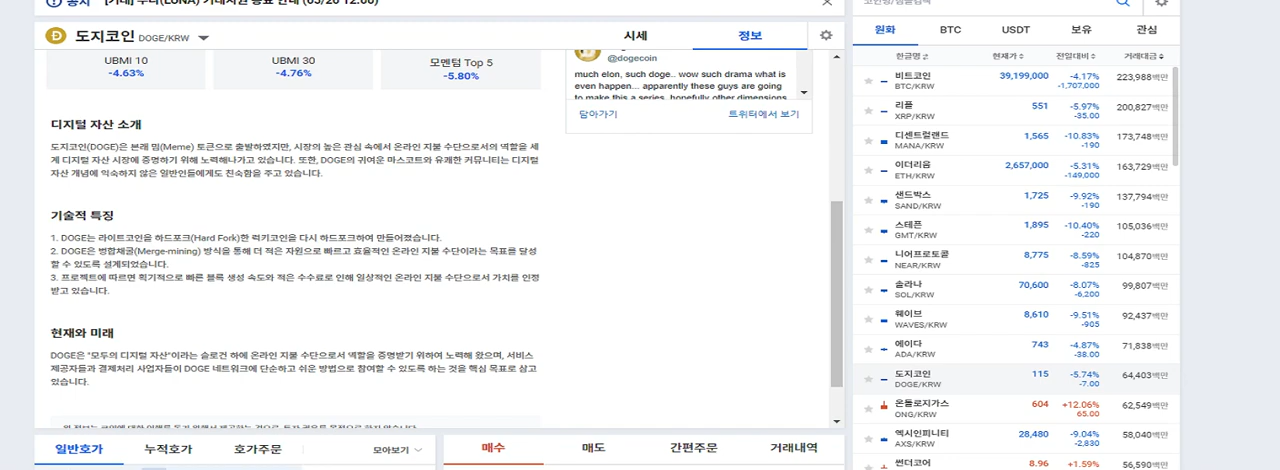 공지 [거래] 루나(LUNA) 거래지원 종료 안내 (05/20 12:00)
도지코인 DOGE/KRW
시세
정보
UBMI 10
-4.63%
UBMI 30
-4.76%
모멘텀 Top 5
-5.80%
@dogecoin
much elon, such doge.. wow such drama what is
even happen... apparently these guys are going
to make this a series, hopefully other dimensions
담아가기
트위터에서 보기
디지털 자산 소개
도지코인(DOGE)은 본래 밈(Meme) 토큰으로 출발하였지만, 시장의 높은 관심 속에서 온라인 지불 수단으로서의 역할을 세
계 디지털 자산 시장에 증명하기 위해 노력해나가고 있습니다. 또한, DOGE의 귀여운 마스코트와 유쾌한 커뮤니티는 디지털
자산 개념에 익숙하지 않은 일반인들에게도 친숙함을 주고 있습니다.
기술적 특징
1. DOGE는 라이트코인을 하드포크(Hard Fork)한 럭키코인을 다시 하드포크하여 만들어졌습니다.
2. DOGE은 병합채굴(Merge-mining) 방식을 통해 더 적은 자원으로 빠르고 효율적인 온라인 지불 수단이라는 목표를 달성
할 수 있도록 설계되었습니다.
3. 프로젝트에 따르면 획기적으로 빠른 블록 생성 속도와 적은 수수료로 인해 일상적인 온라인 지불 수단으로서 가치를 인정
받고 있습니다.
현재와 미래
DOGE은 "모두의 디지털 자산"이라는 슬로건 하에 온라인 지불 수단으로서 역할을 증명받기 위하여 노력해 왔으며, 서비스
제공자들과 결제처리 사업자들이 DOGE 네트워크에 단순하고 쉬운 방법으로 참여할 수 있도록 하는 것을 핵심 목표로 삼고
있습니다.
일반호가
누적호가
호가주문
모아보기
매수
매도
간편주문
거래내역
코인명/심볼검색
원화
BTC
USDT
보유
관심
한글명
현재가
전일대비
거래대금
비트코인 39,199,000 -4.17% 223,988백만
BTC/KRW -1,707,000
리플 551 -5.97% 200,827백만
XRP/KRW -35.00
디센트럴랜드 1,565 -10.83% 173,748백만
MANA/KRW -190
이더리움 2,657,000 -5.31% 163,729백만
ETH/KRW -149,000
샌드박스 1,725 -9.92% 137,794백만
SAND/KRW -190
스테픈 1,895 -10.40% 105,036백만
GMT/KRW -220
니어프로토콜 8,775 -8.59% 104,870백만
NEAR/KRW -825
솔라나 70,600 -8.07% 99,807백만
SOL/KRW -6,200
웨이브 8,610 -9.51% 92,437백만
WAVES/KRW -905
에이다 743 -4.87% 71,838백만
ADA/KRW -38.00
도지코인 115 -5.74% 64,403백만
DOGE/KRW -7.00
온톨로지가스 604 +12.06% 62,549백만
ONG/KRW 65.00
엑시인피니티 28,480 -9.04% 58,040백만
AXS/KRW -2,830
썬더코어 8.96 +1.59% 56,590백만